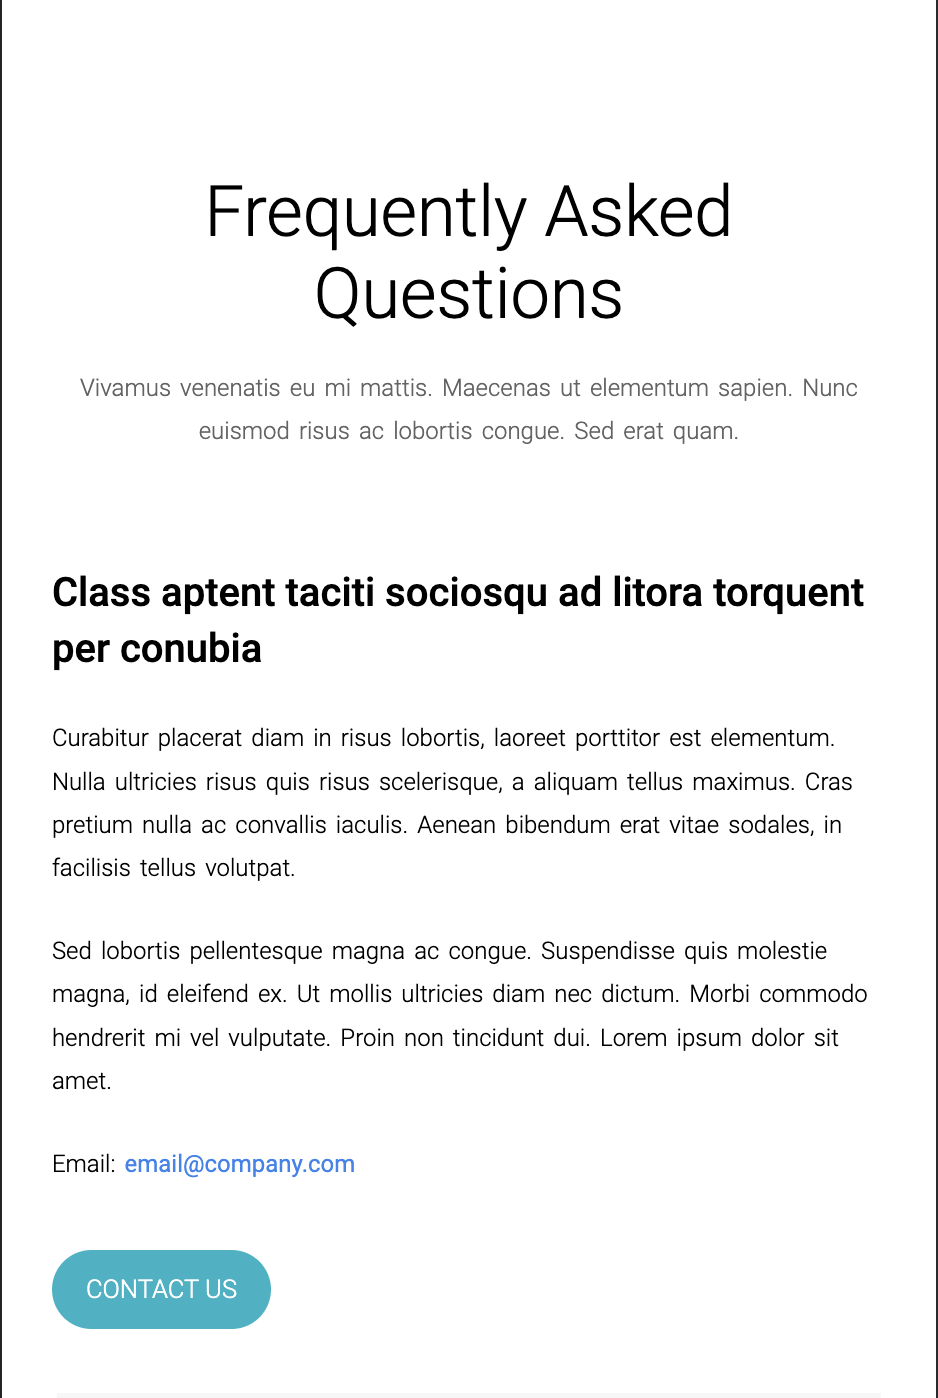 Frequently Asked
Questions
Vivamus venenatis eu mi mattis. Maecenas ut elementum sapien. Nunc
euismod risus ac lobortis congue. Sed erat quam.
Class aptent taciti sociosqu ad litora torquent
per conubia
Curabitur placerat diam in risus lobortis, laoreet porttitor est elementum.
Nulla ultricies risus quis risus scelerisque, a aliquam tellus maximus. Cras
pretium nulla ac convallis iaculis. Aenean bibendum erat vitae sodales, in
facilisis tellus volutpat.
Sed lobortis pellentesque magna ac congue. Suspendisse quis molestie
magna, id eleifend ex. Ut mollis ultricies diam nec dictum. Morbi commodo
hendrerit mi vel vulputate. Proin non tincidunt dui. Lorem ipsum dolor sit
amet.
Email: email@company.com
CONTACT US